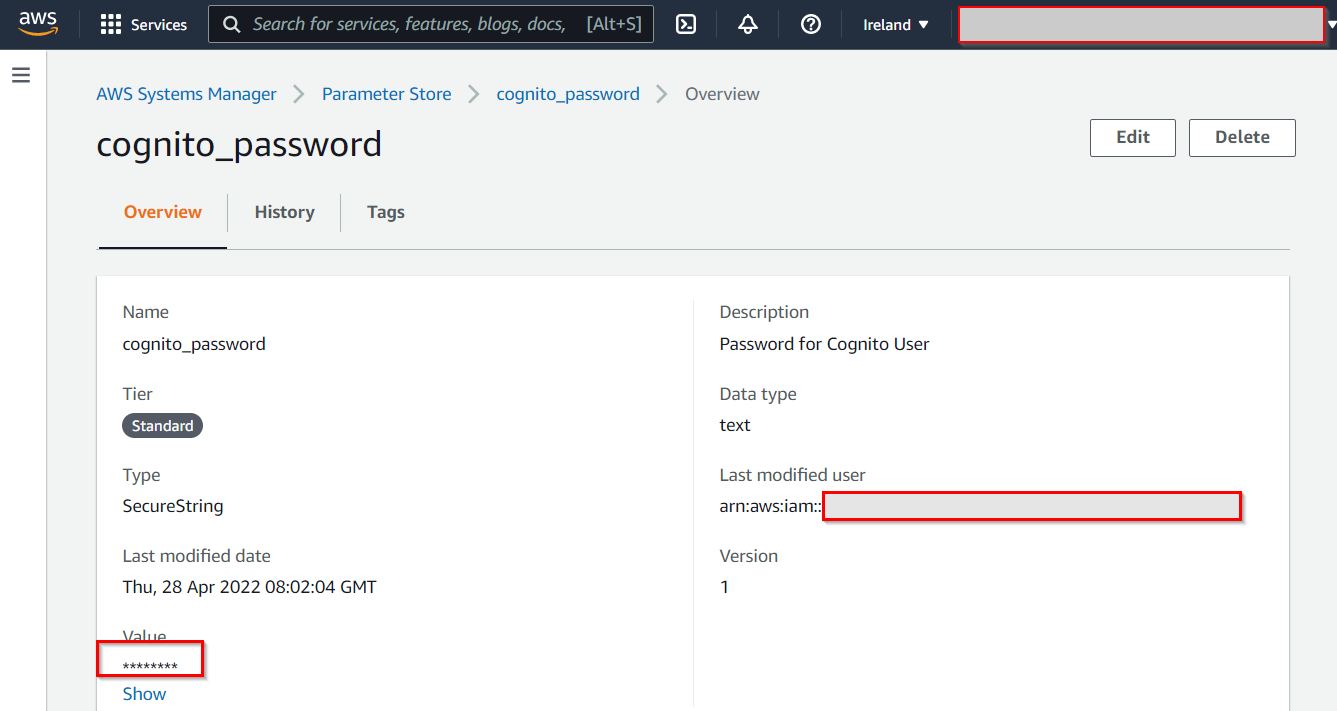 aws Services Search for services, features, blogs, docs, [Alt+S] Ireland
AWS Systems Manager Parameter Store cognito_password Overview
cognito_password Edit Delete
Overview History Tags
Name
cognito_password
Tier
Standard
Type
SecureString
Last modified date
Thu, 28 Apr 2022 08:02:04 GMT
Value
********
Show
Description
Password for Cognito User
Data type
text
Last modified user
arn:aws:iam::
Version
1